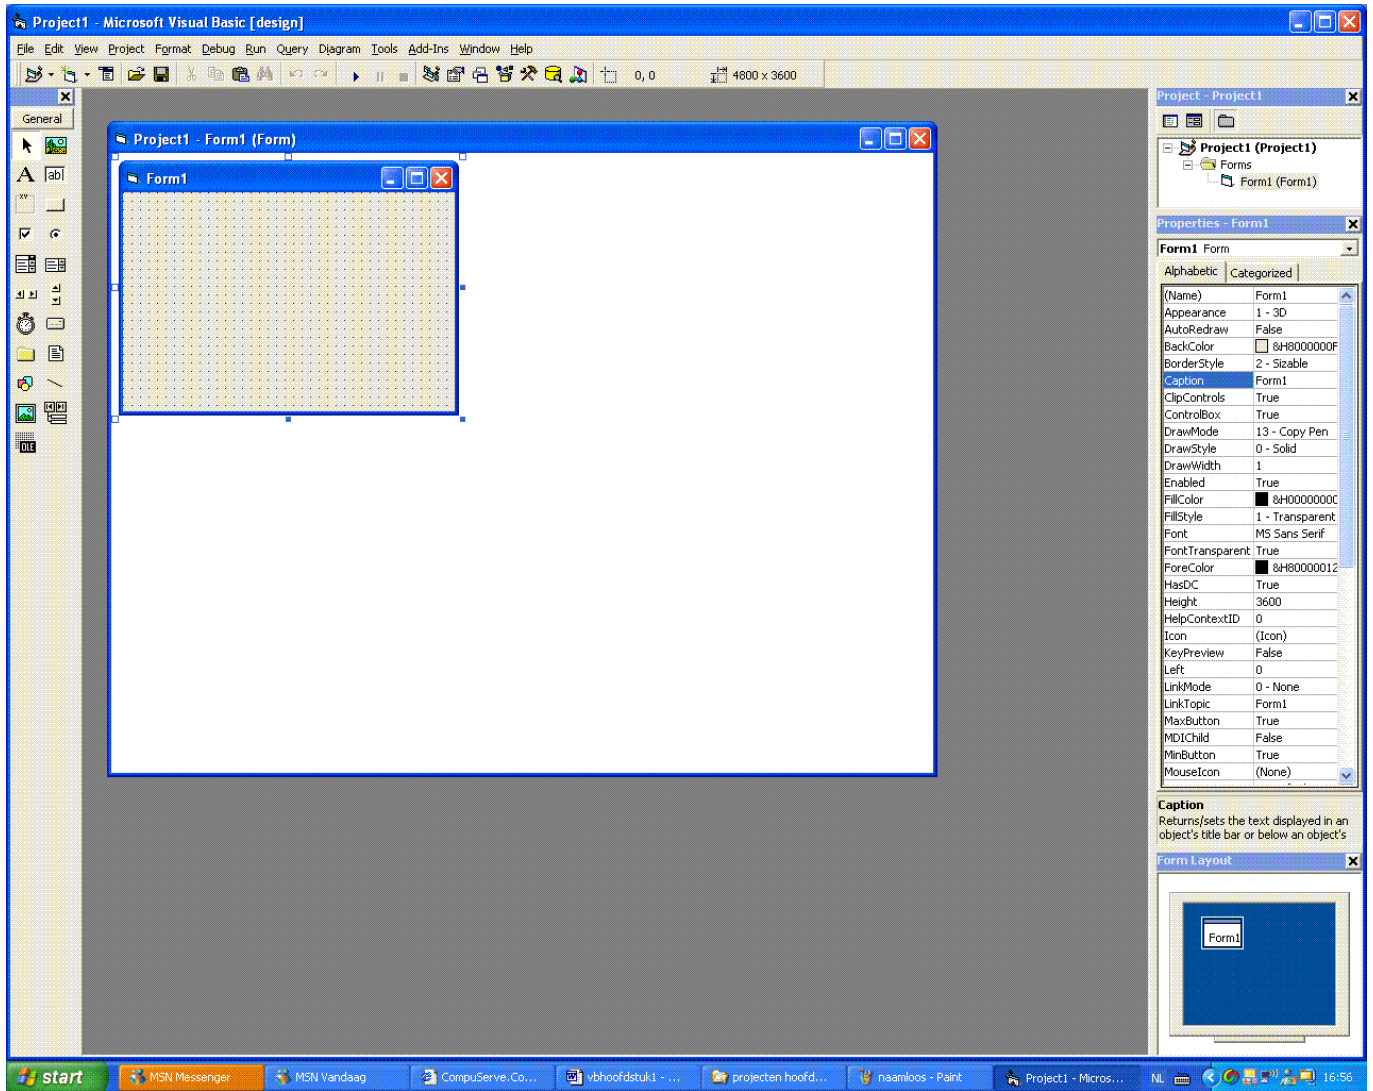 Project1 - Microsoft Visual Basic [design]
File Edit View Project Format Debug Run Query Diagram Tools Add-Ins Window Help
0, 0 4800 x 3600
General
A ab|
XY
OLE
Project1 - Form1 (Form)
Form1
Project - Project1
Project1 (Project1)
Forms
Form1 (Form1)
Properties - Form1
Form1 Form
Alphabetic Categorized
(Name) Form1
Appearance 1 - 3D
AutoRedraw False
BackColor &H8000000F
BorderStyle 2 - Sizable
Caption Form1
ClipControls True
ControlBox True
DrawMode 13 - Copy Pen
DrawStyle 0 - Solid
DrawWidth 1
Enabled True
FillColor &H0000000
FillStyle 1 - Transparent
Font MS Sans Serif
FontTransparent True
ForeColor &H80000012
HasDC True
Height 3600
HelpContextID 0
Icon (Icon)
KeyPreview False
Left 0
LinkMode 0 - None
LinkTopic Form1
MaxButton True
MDIChild False
MinButton True
MouseIcon (None)
Caption
Returns/sets the text displayed in an
object's title bar or below an object's
Form Layout
Form1
start MSN Messenger MSN Vandaag CompuServe.Co... vbhoofdstuk1 - ... projecten hoofd... naamloos - Paint Project1 - Micros... NL 16:56